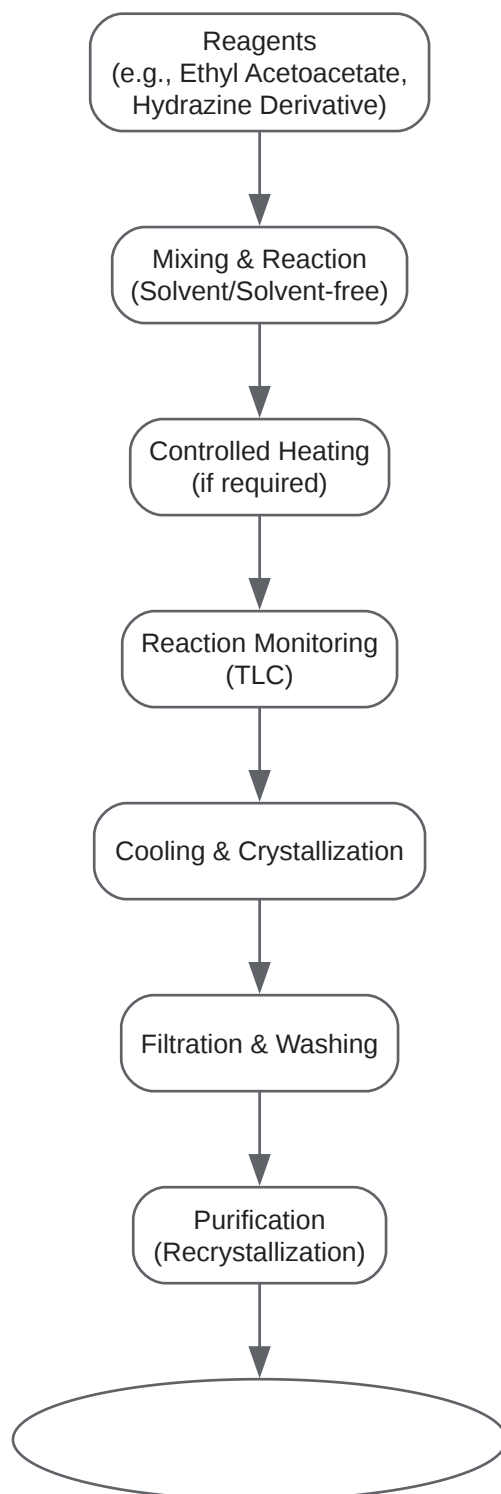 Reagents
(e.g., Ethyl Acetoacetate,
Hydrazine Derivative)
Mixing & Reaction
(Solvent/Solvent-free)
Controlled Heating
(if required)
Reaction Monitoring
(TLC)
Cooling & Crystallization
Filtration & Washing
Purification
(Recrystallization)